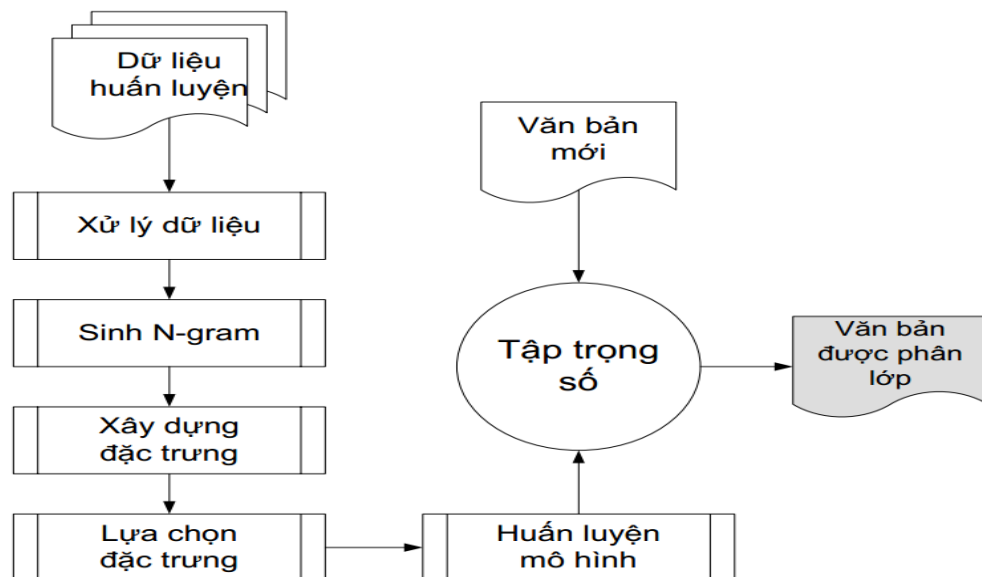 Dữ liệu
huấn luyện
Văn bản
mới
Xử lý dữ liệu
Sinh N-gram
Tập trọng
số
Văn bản
được phân
lớp
Xây dựng
đặc trưng
Lựa chọn
đặc trưng
Huấn luyện
mô hình